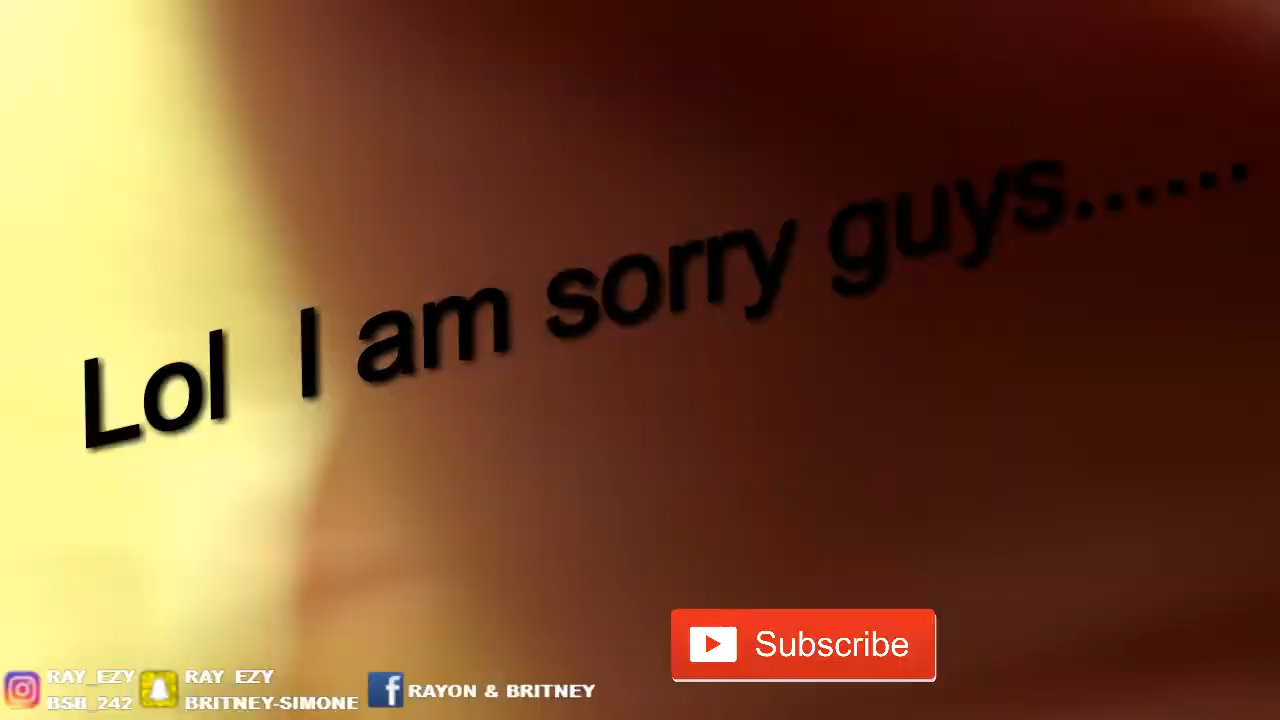 Lol  I am sorry guys......
Subscribe
RAY_EZY
BSB_242
RAY EZY
BRITNEY-SIMONE
RAYON & BRITNEY